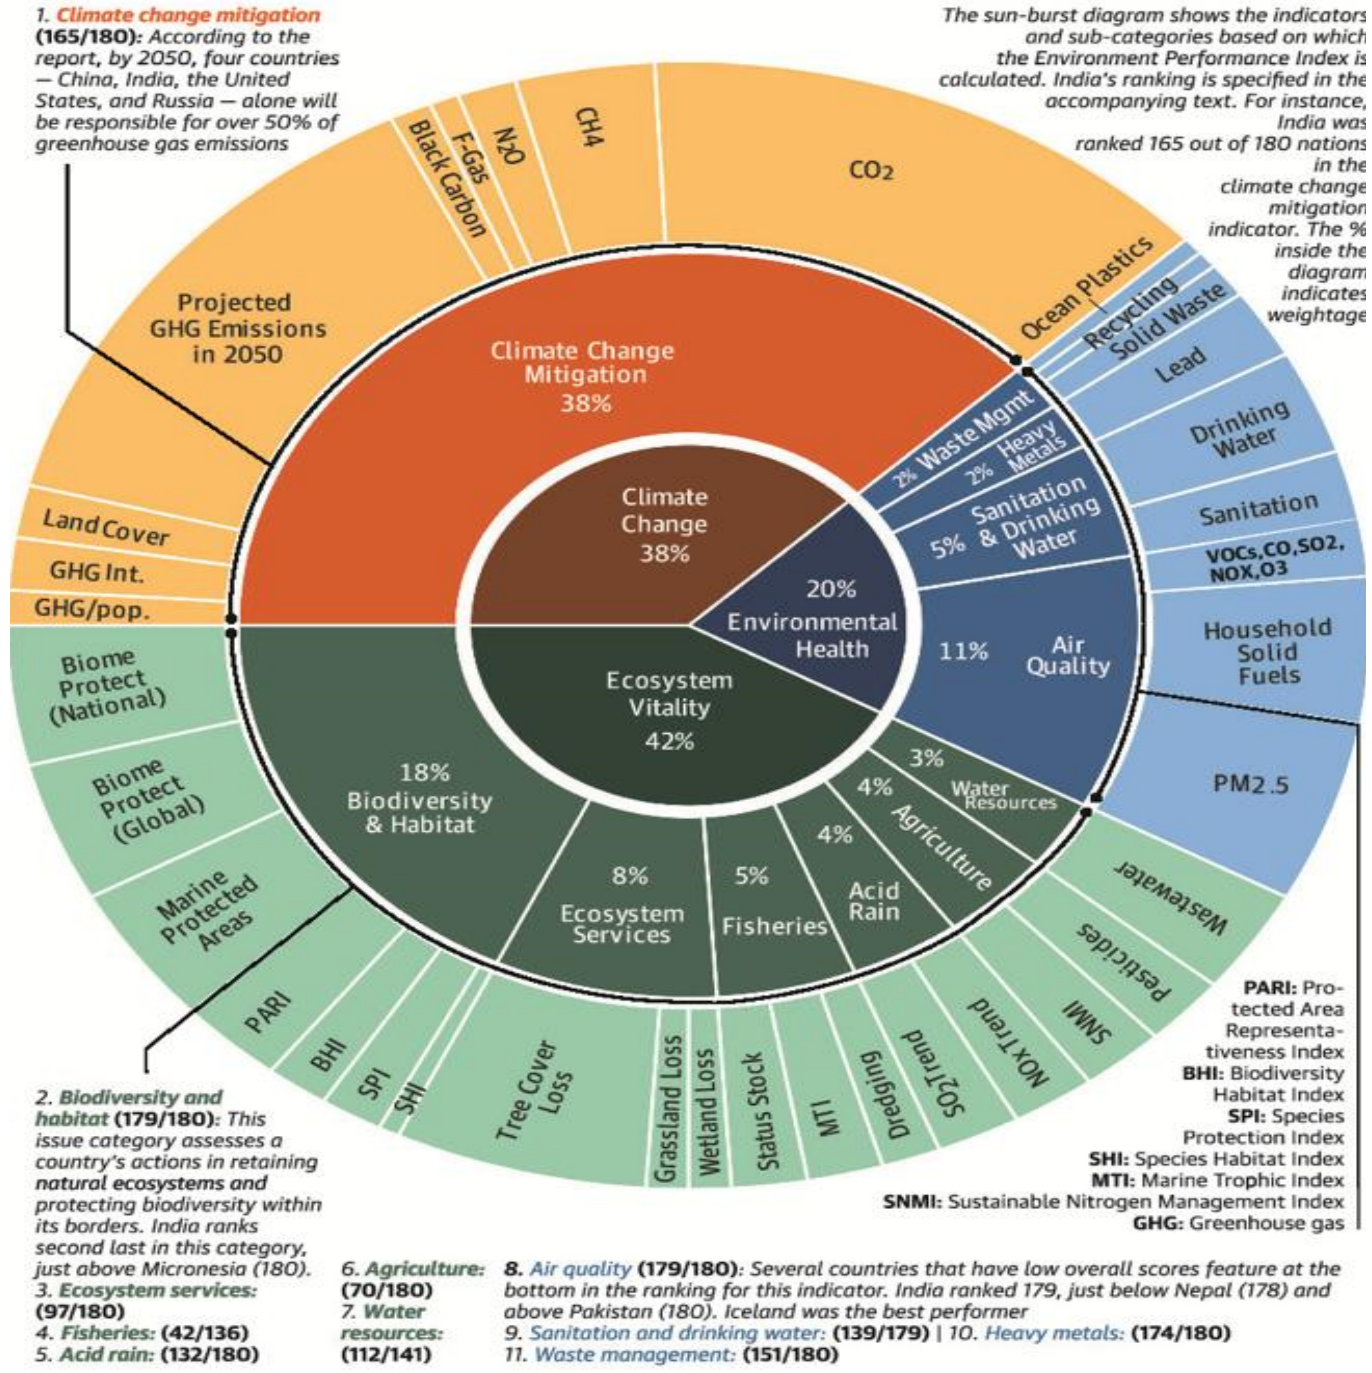 1. Climate change mitigation
(165/180): According to the
report, by 2050, four countries
— China, India, the United
States, and Russia — alone will
be responsible for over 50% of
greenhouse gas emissions
The sun-burst diagram shows the indicators
and sub-categories based on which
the Environment Performance Index is
calculated. India's ranking is specified in the
accompanying text. For instance,
India was
ranked 165 out of 180 nations
in the
climate change
mitigation
indicator. The %
inside the
diagram
indicates
weightage
Black Carbon
F-Gas
N2O
CH4
CO2
Ocean Plastics
Recycling
Solid Waste
Lead
Drinking
Water
Sanitation
VOCs,CO,SO2,
NOX,O3
Household
Solid
Fuels
PM2.5
Projected
GHG Emissions
in 2050
Land Cover
GHG Int.
GHG/pop.
Climate Change
Mitigation
38%
2% Waste Mgmt
2% Heavy
Metals
5% Sanitation
& Drinking
Water
11% Air
Quality
Climate
Change
38%
20%
Environmental
Health
Ecosystem
Vitality
42%
Biome
Protect
(National)
Biome
Protect
(Global)
Marine
Protected
Areas
PARI
BHI
SPI
SHI
Tree Cover
Loss
Grassland Loss
Wetland Loss
Status Stock
MTI
Dredging
SO2Trend
NOxTrend
SNMI
Pesticides
Wastewater
18%
Biodiversity
& Habitat
8%
Ecosystem
Services
5%
Fisheries
4%
Acid
Rain
4%
Agriculture
3%
Water
Resources
PARI: Pro-
tected Area
Representa-
tiveness Index
BHI: Biodiversity
Habitat Index
SPI: Species
Protection Index
SHI: Species Habitat Index
MTI: Marine Trophic Index
SNMI: Sustainable Nitrogen Management Index
GHG: Greenhouse gas
2. Biodiversity and
habitat (179/180): This
issue category assesses a
country's actions in retaining
natural ecosystems and
protecting biodiversity within
its borders. India ranks
second last in this category,
just above Micronesia (180).
3. Ecosystem services:
(97/180)
4. Fisheries: (42/136)
5. Acid rain: (132/180)
6. Agriculture:
(70/180)
7. Water
resources:
(112/141)
8. Air quality (179/180): Several countries that have low overall scores feature at the
bottom in the ranking for this indicator. India ranked 179, just below Nepal (178) and
above Pakistan (180). Iceland was the best performer
9. Sanitation and drinking water: (139/179) | 10. Heavy metals: (174/180)
11. Waste management: (151/180)